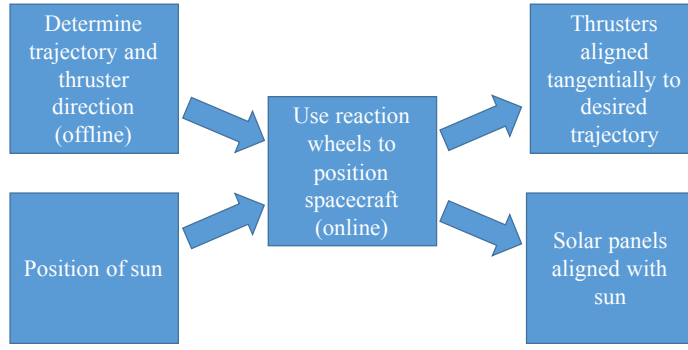 Determine
trajectory and
thruster
direction
(offline)
Position of sun
Use reaction
wheels to
position
spacecraft
(online)
Thrusters
aligned
tangentially to
desired
trajectory
Solar panels
aligned with
sun